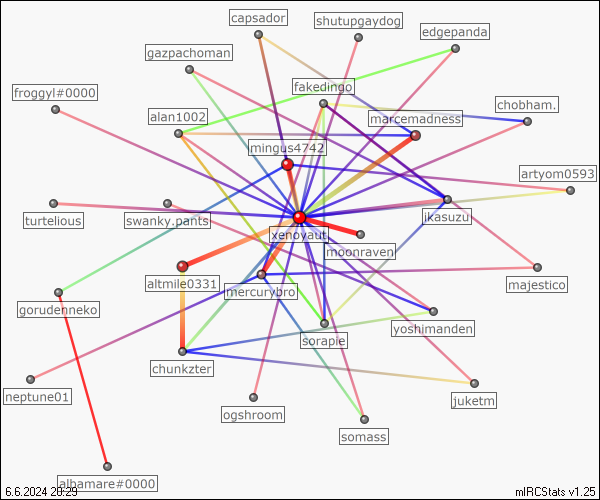 capsador
shutupgaydog
edgepanda
gazpachoman
froggyl#0000
fakedingo
alan1002
marcemadness
chobham.
mingus4742
artyom0593
turtelious
swanky.pants
jkasuzu
xenoyaut
moonraven
altmile0331
mercurybro
majestico
gorudenneko
sorapie
yoshimanden
chunkzter
neptune01
juketm
ogshroom
somass
albamare#0000
6.6.2024 20:29
mIRCStats v1.25